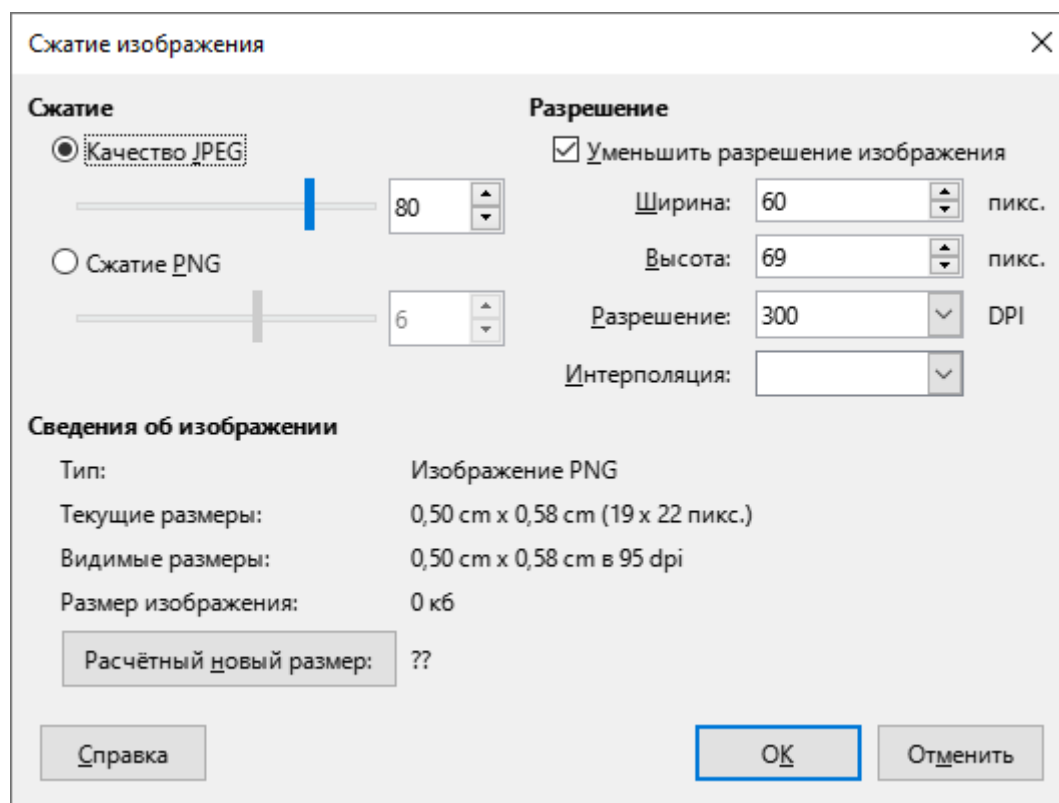 Сжатие изображения
Сжатие
Качество JPEG
80
Сжатие PNG
6
Разрешение
Уменьшить разрешение изображения
Ширина: 60 пикс.
Высота: 69 пикс.
Разрешение: 300 DPI
Интерполяция:
Сведения об изображении
Тип: Изображение PNG
Текущие размеры: 0,50 cm x 0,58 cm (19 x 22 пикс.)
Видимые размеры: 0,50 cm x 0,58 cm в 95 dpi
Размер изображения: 0 кб
Расчётный новый размер: ??
Справка
OK
Отменить